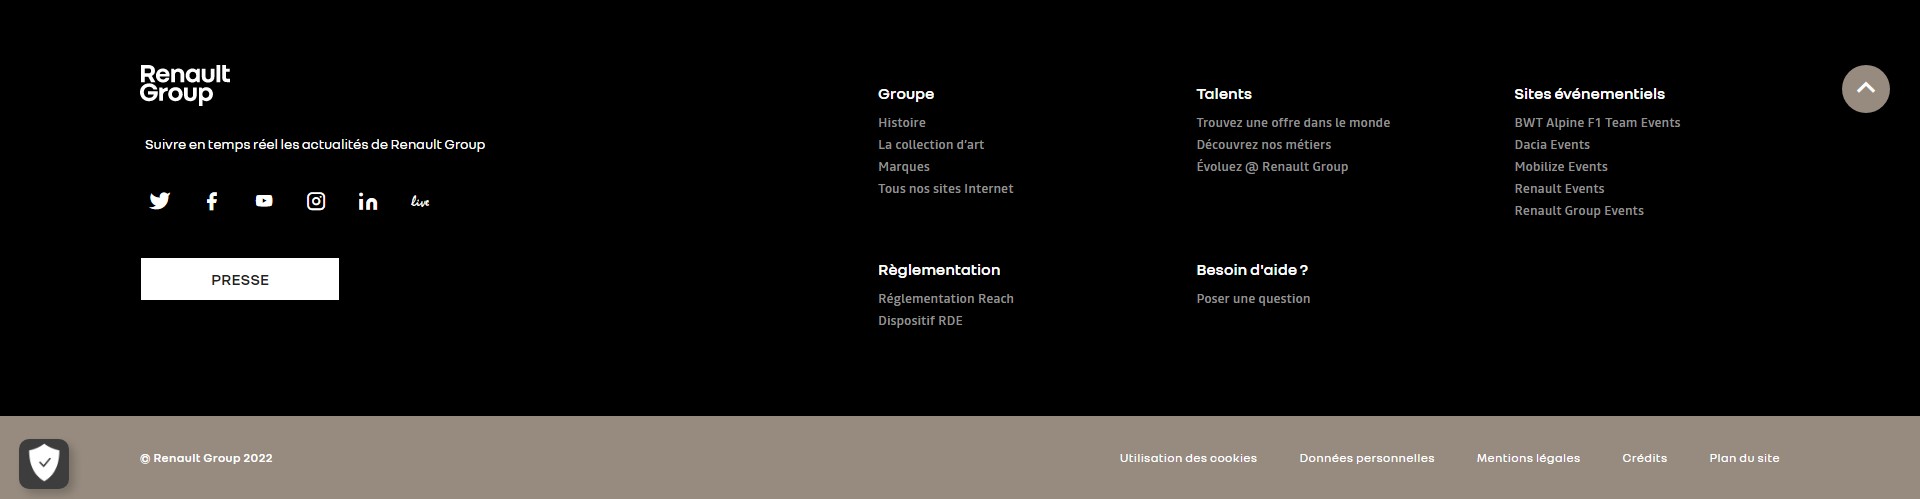 Renault
Group
Suivre en temps réel les actualités de Renault Group
live
PRESSE
Groupe
Histoire
La collection d'art
Marques
Tous nos sites Internet
Talents
Trouvez une offre dans le monde
Découvrez nos métiers
Évoluez @ Renault Group
Sites événementiels
BWT Alpine F1 Team Events
Dacia Events
Mobilize Events
Renault Events
Renault Group Events
Règlementation
Réglementation Reach
Dispositif RDE
Besoin d'aide ?
Poser une question
@ Renault Group 2022
Utilisation des cookies
Données personnelles
Mentions légales
Crédits
Plan du site